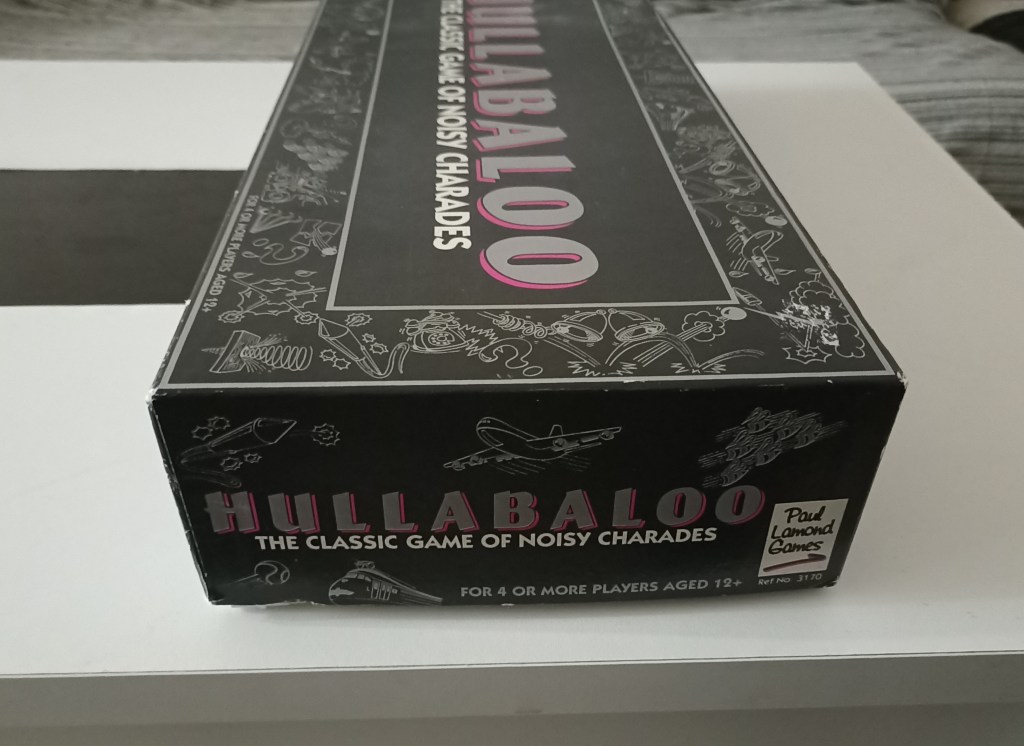 HULLABALOO
THE CLASSIC GAME OF NOISY CHARADES
FOR 4 OR MORE PLAYERS AGED 12+
HULLABALOO
THE CLASSIC GAME OF NOISY CHARADES
FOR 4 OR MORE PLAYERS AGED 12+
Paul
Lamond
Games
Ref No. 3170